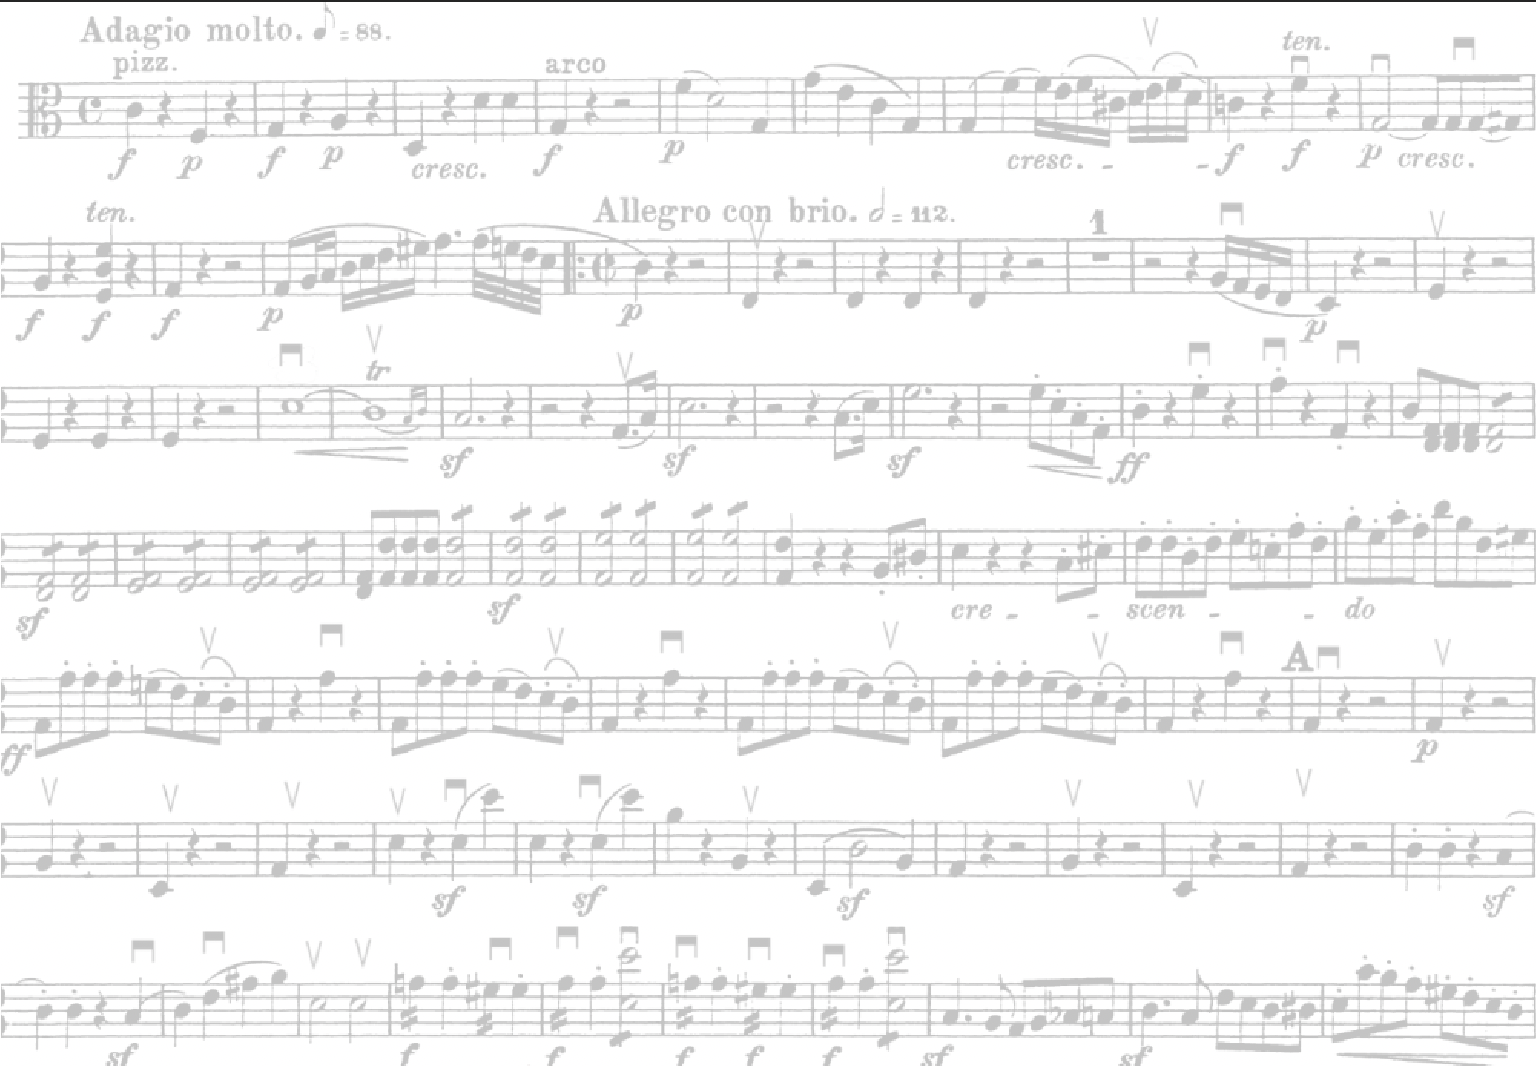 Adagio molto. ♪ = 88.
pizz. arco ten.
f p f p cresc. f p cresc. - - f f p cresc.
ten. Allegro con brio. 𝅗𝅥 = 112. 1
f f f p p p
tr
sf sf sf ff
sf sf cre - - scen - - do
A
ff p
sf sf sf sf
sf f f f f f sf sf